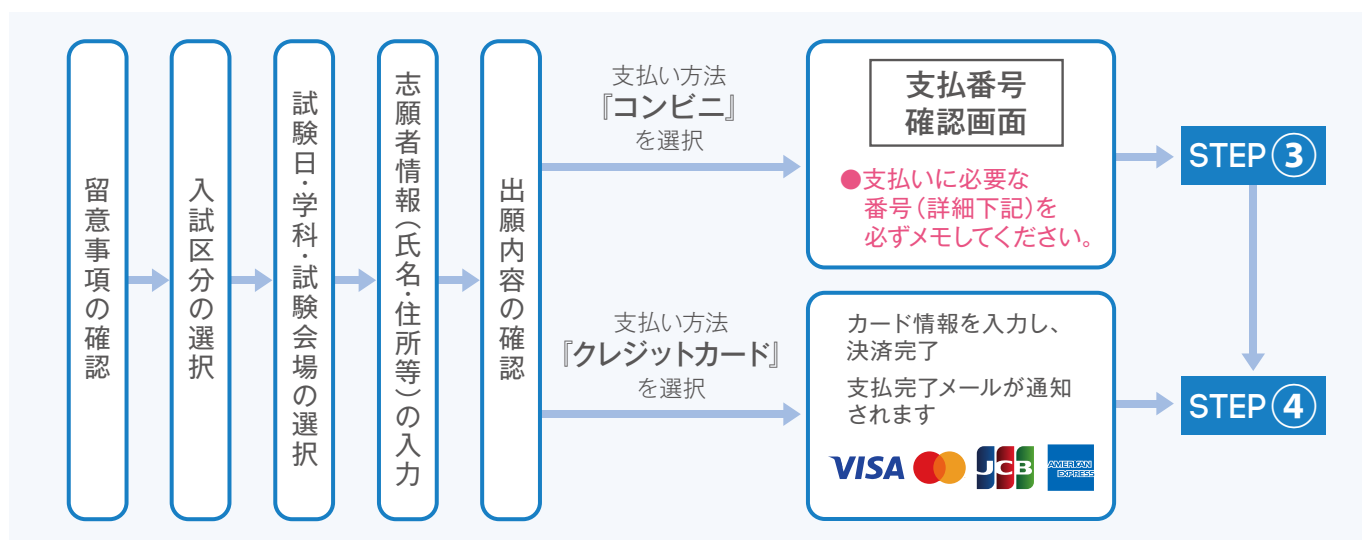 留意事項の確認
入試区分の選択
試験日・学科・試験会場の選択
志願者情報（氏名・住所等）の入力
出願内容の確認
支払い方法
『コンビニ』
を選択
支払番号
確認画面
●支払いに必要な
番号（詳細下記）を
必ずメモしてください。
STEP③
支払い方法
『クレジットカード』
を選択
カード情報を入力し、
決済完了
支払完了メールが通知
されます
VISA
JCB
AMERICAN
EXPRESS
STEP④